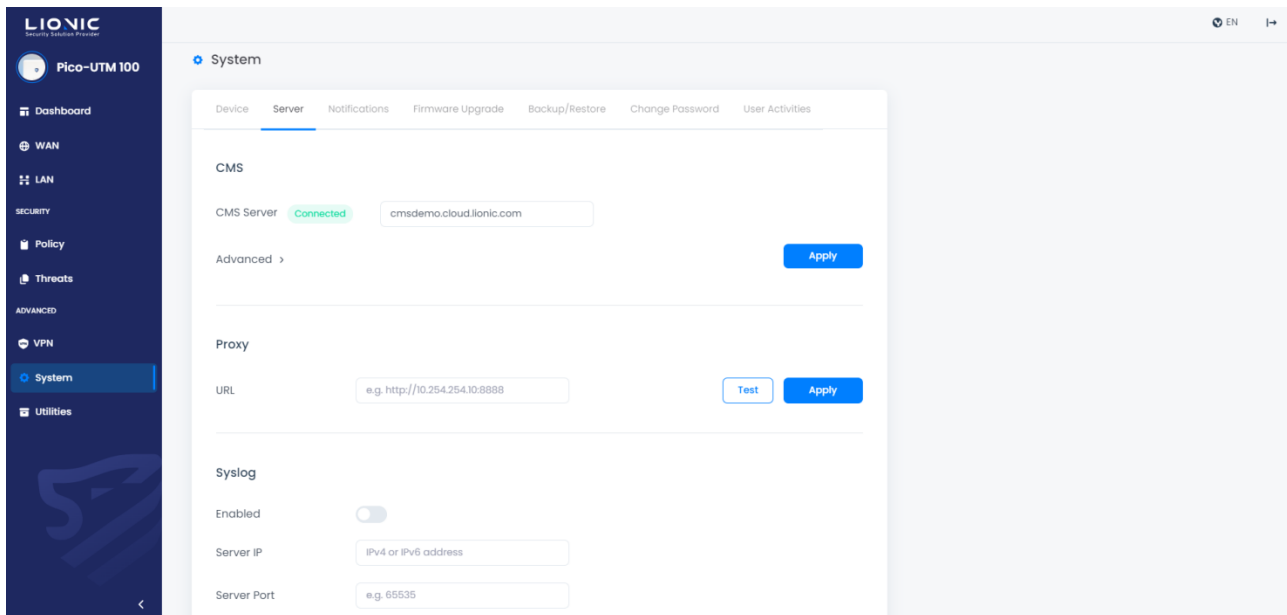 LIONIC
Security Solution Provider
EN
Pico-UTM 100
System
Dashboard
WAN
LAN
SECURITY
Policy
Threats
ADVANCED
VPN
System
Utilities
Device Server Notifications Firmware Upgrade Backup/Restore Change Password User Activities
CMS
CMS Server Connected cmsdemo.cloud.lionic.com
Advanced > Apply
Proxy
URL e.g. http://10.254.254.10:8888 Test Apply
Syslog
Enabled
Server IP IPv4 or IPv6 address
Server Port e.g. 65535